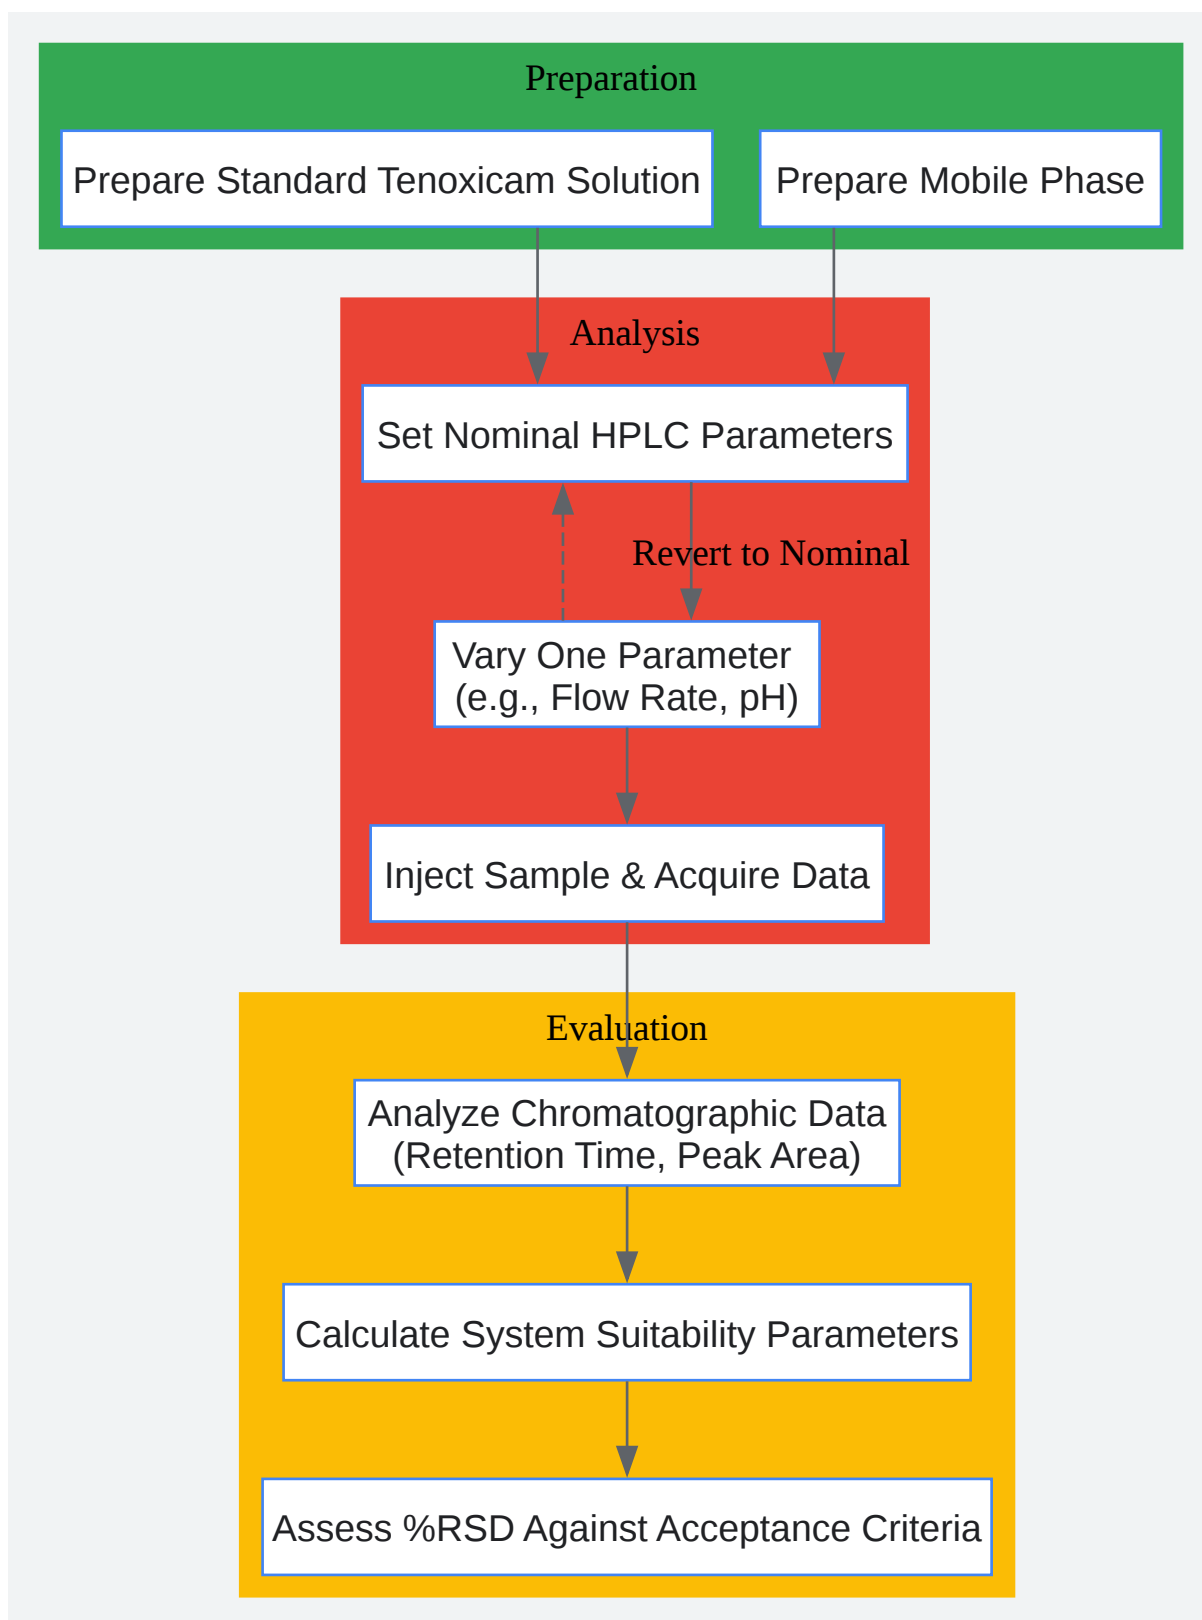 Preparation
Prepare Standard Tenoxicam Solution
Prepare Mobile Phase
Analysis
Set Nominal HPLC Parameters
Revert to Nominal
Vary One Parameter
(e.g., Flow Rate, pH)
Inject Sample & Acquire Data
Evaluation
Analyze Chromatographic Data
(Retention Time, Peak Area)
Calculate System Suitability Parameters
Assess %RSD Against Acceptance Criteria